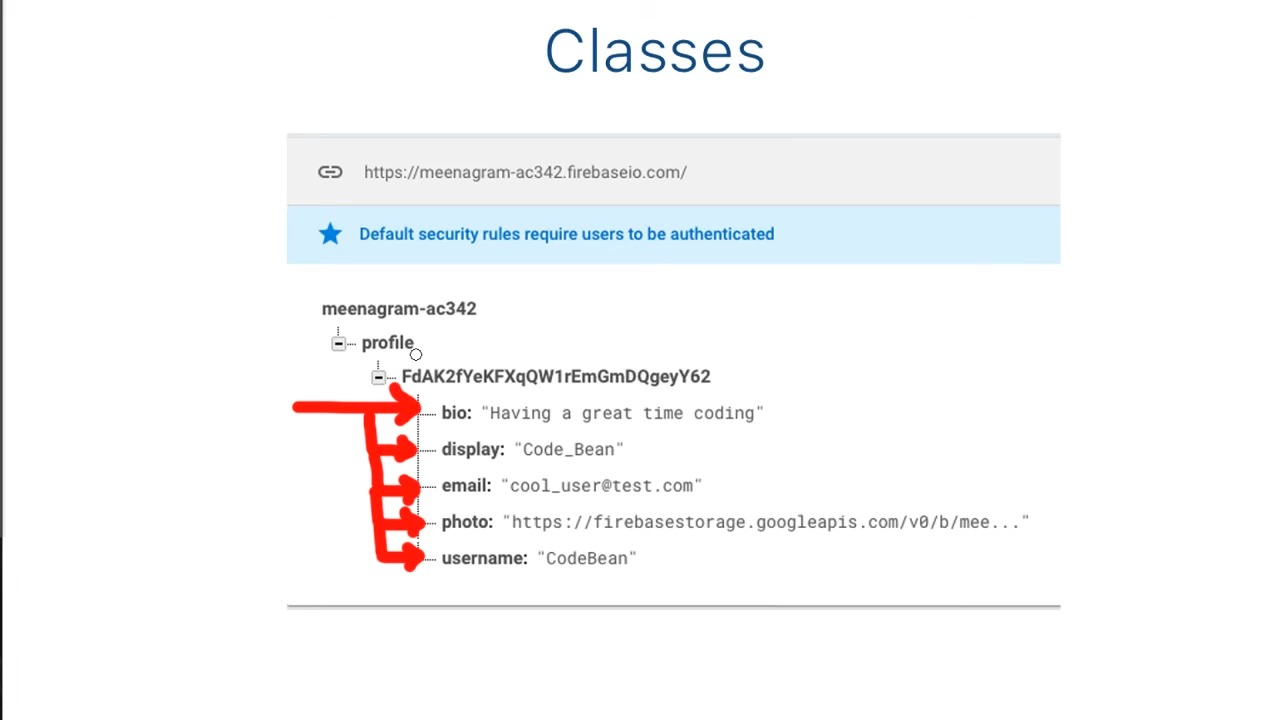 Classes
https://meenagram-ac342.firebaseio.com/
Default security rules require users to be authenticated
meenagram-ac342
profile
FdAK2fYeKFXqQW1rEmGmDQgeyY62
bio: "Having a great time coding"
display: "Code_Bean"
email: "cool_user@test.com"
photo: "https://firebasestorage.googleapis.com/v0/b/mee..."
username: "CodeBean"